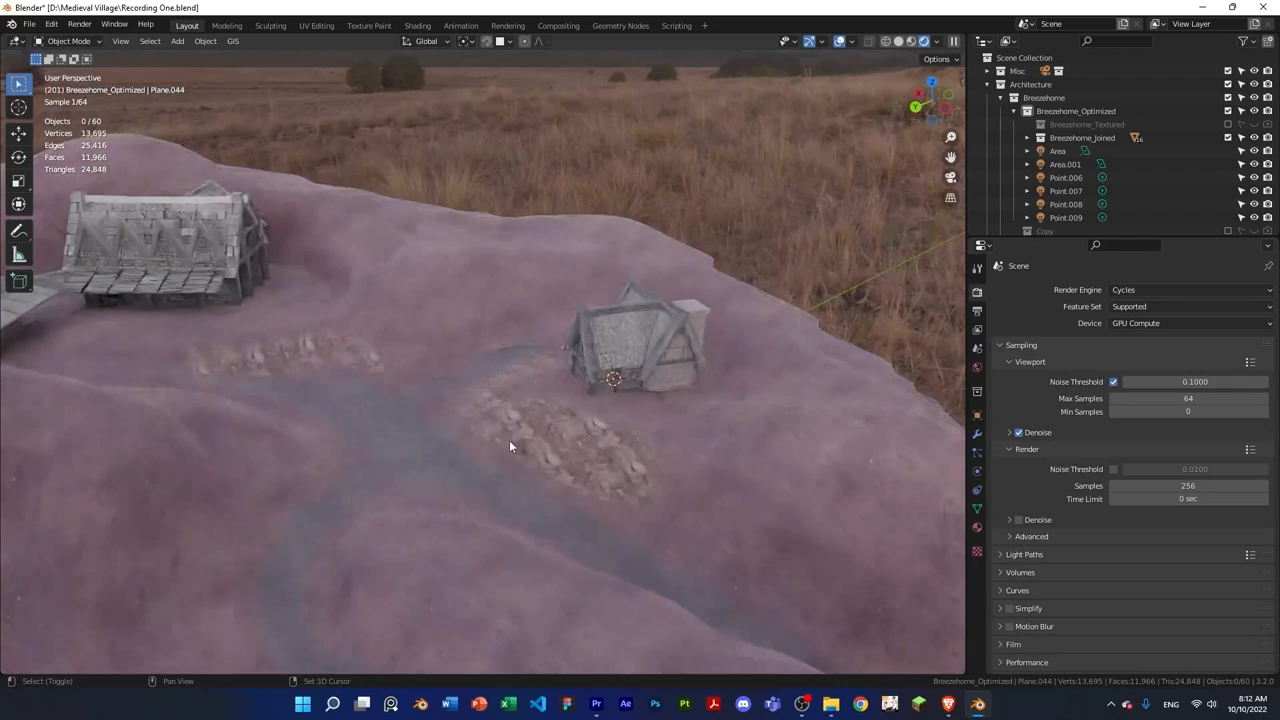 Blender* [D:\Medieval Village\Recording One.blend]
File Edit Render Window Help Layout Modeling Sculpting UV Editing Texture Paint Shading Animation Rendering Compositing Geometry Nodes Scripting + Scene View Layer
Object Mode View Select Add Object GIS Global
Options
User Perspective
(201) Breezehome_Optimized | Plane.044
Sample 1/64
Objects 0 / 60
Vertices 13,695
Edges 25,416
Faces 11,966
Triangles 24,848
Z
X
Y
Scene Collection
Misc
Architecture
Breezehome
Breezehome_Optimized
Breezehome_Textured
Breezehome_Joined
Area
Area.001
Point.006
Point.007
Point.008
Point.009
Copy
Scene
Render Engine Cycles
Feature Set Supported
Device GPU Compute
Sampling
Viewport
Noise Threshold 0.1000
Max Samples 64
Min Samples 0
Denoise
Render
Noise Threshold 0.0100
Samples 256
Time Limit 0 sec
Denoise
Advanced
Light Paths
Volumes
Curves
Simplify
Motion Blur
Film
Performance
Select (Toggle) Pan View Set 3D Cursor Breezehome_Optimized | Plane.044 | Verts:13,695 | Faces:11,966 | Tris:24,848 | Objects:0/60 | 3.2.0
ENG
8:12 AM
10/10/2022